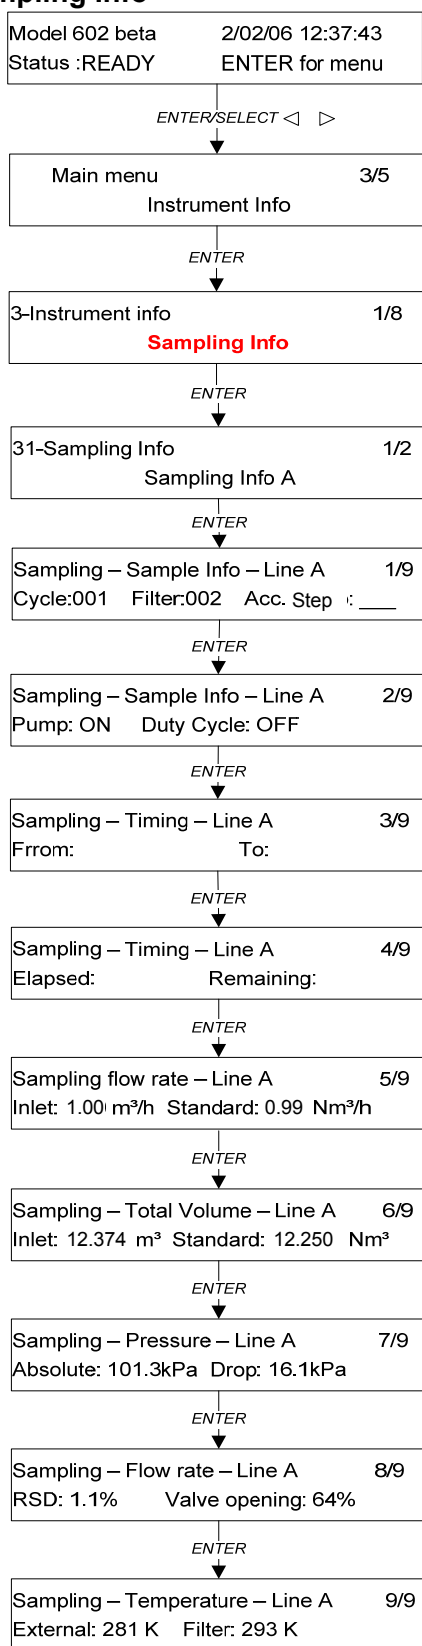 mpling Info
Model 602 beta 2/02/06 12:37:43
Status :READY ENTER for menu
ENTER/SELECT ◁ ▷
Main menu 3/5
Instrument Info
ENTER
3-Instrument info 1/8
Sampling Info
ENTER
31-Sampling Info 1/2
Sampling Info A
ENTER
Sampling – Sample Info – Line A 1/9
Cycle:001 Filter:002 Acc. Step : ___
ENTER
Sampling – Sample Info – Line A 2/9
Pump: ON Duty Cycle: OFF
ENTER
Sampling – Timing – Line A 3/9
Frrom: To:
ENTER
Sampling – Timing – Line A 4/9
Elapsed: Remaining:
ENTER
Sampling flow rate – Line A 5/9
Inlet: 1.00 m³/h Standard: 0.99 Nm³/h
ENTER
Sampling – Total Volume – Line A 6/9
Inlet: 12.374 m³ Standard: 12.250 Nm³
ENTER
Sampling – Pressure – Line A 7/9
Absolute: 101.3kPa Drop: 16.1kPa
ENTER
Sampling – Flow rate – Line A 8/9
RSD: 1.1% Valve opening: 64%
ENTER
Sampling – Temperature – Line A 9/9
External: 281 K Filter: 293 K